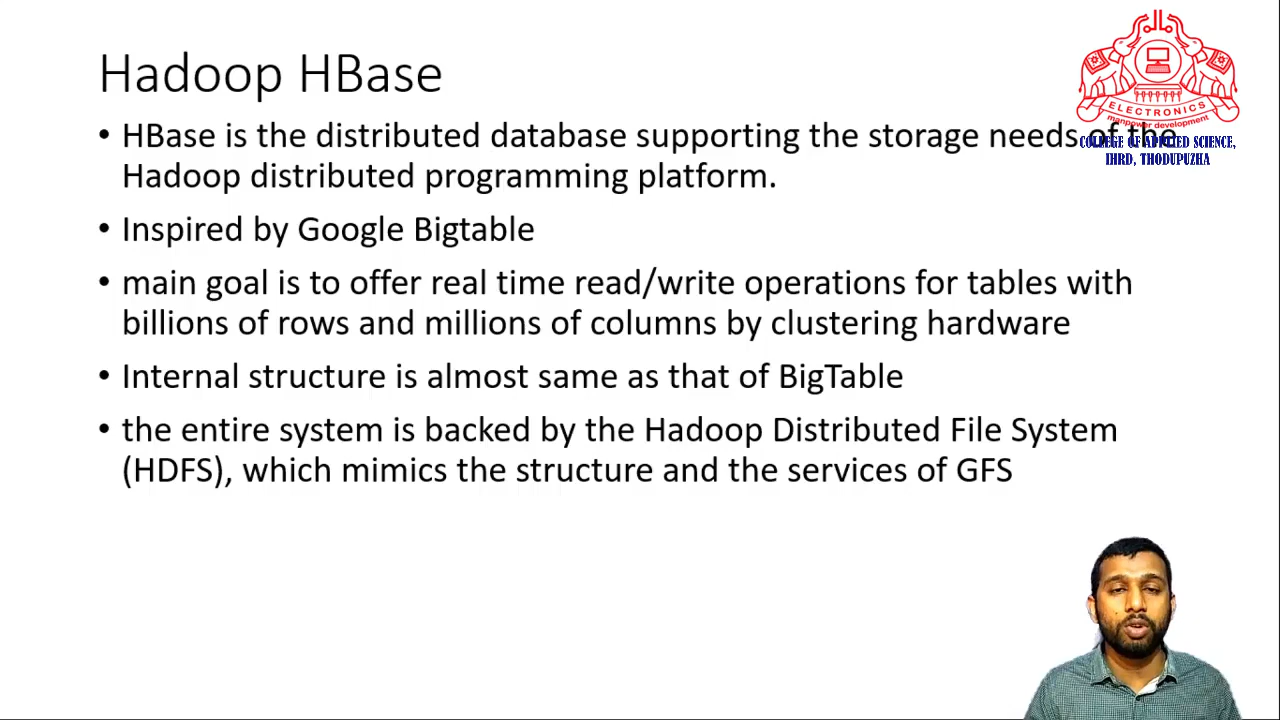 Hadoop HBase
• HBase is the distributed database supporting the storage needs of the
Hadoop distributed programming platform.
• Inspired by Google Bigtable
• main goal is to offer real time read/write operations for tables with
billions of rows and millions of columns by clustering hardware
• Internal structure is almost same as that of BigTable
• the entire system is backed by the Hadoop Distributed File System
(HDFS), which mimics the structure and the services of GFS
ELECTRONICS
manpower development
COLLEGE OF APPLIED SCIENCE,
IHRD, THODUPUZHA